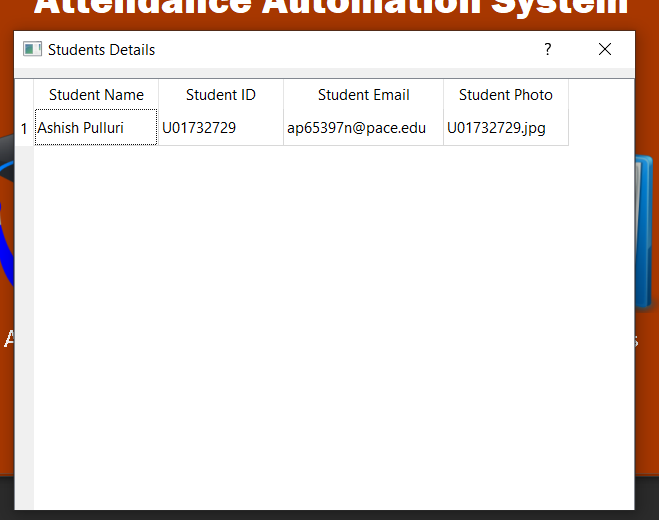 Attendance Automation System
Students Details ?
Student Name Student ID Student Email Student Photo
1 Ashish Pulluri U01732729 ap65397n@pace.edu U01732729.jpg
A s